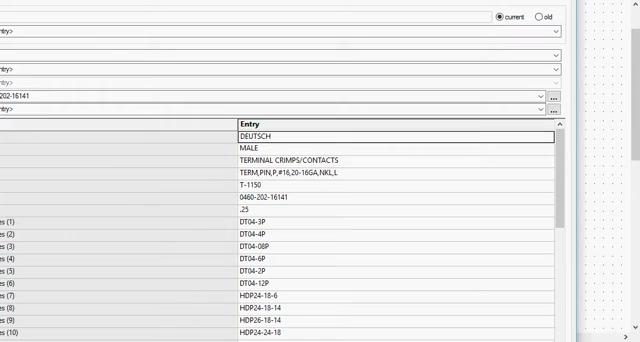 current old
ntry>
ntry>
ntry>
202-16141
ntry>
Entry
DEUTSCH
MALE
TERMINAL CRIMPS/CONTACTS
TERM,PIN,P,#16,20-16GA,NKL,L
T-1150
0460-202-16141
.25
es (1) DT04-3P
es (2) DT04-4P
es (3) DT04-08P
es (4) DT04-6P
es (5) DT04-2P
es (6) DT04-12P
es (7) HDP24-18-6
es (8) HDP24-18-14
es (9) HDP26-18-14
es (10) HDP24-24-18